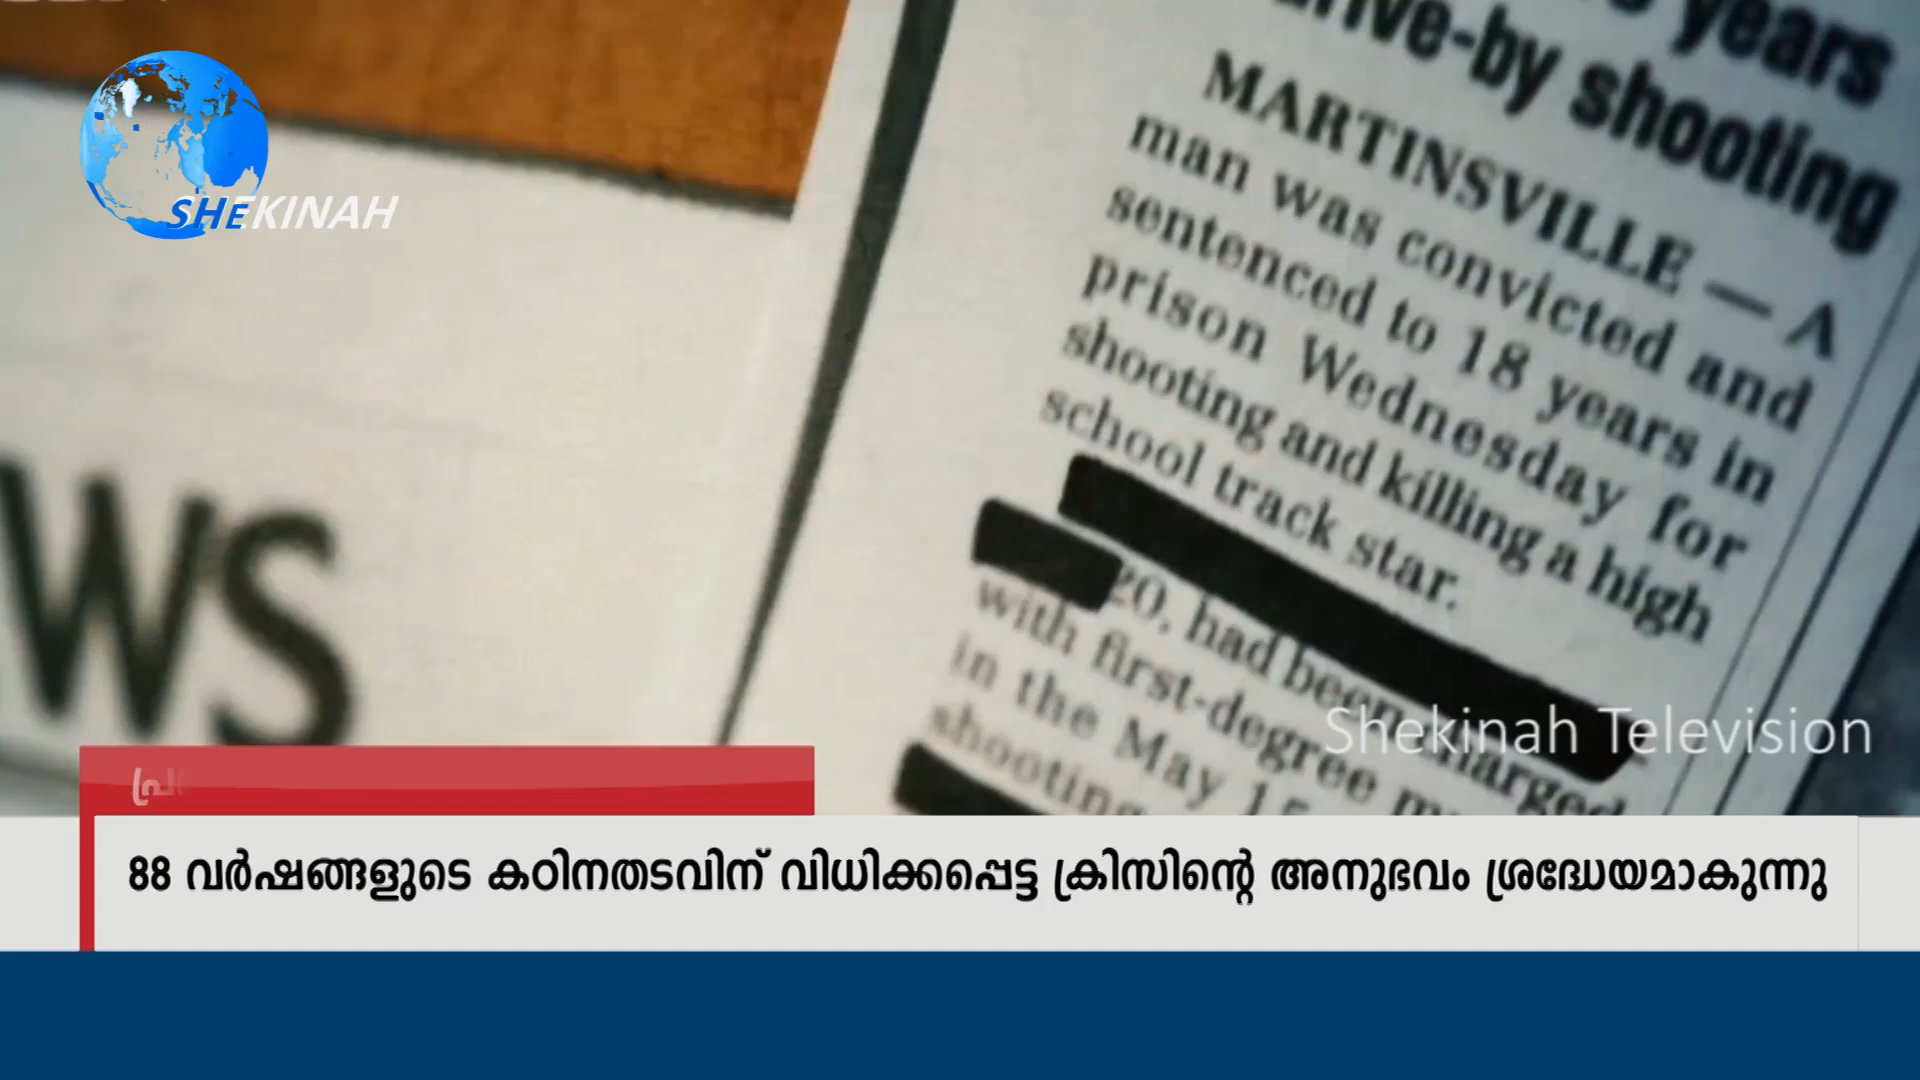 SHEKINAH
years
drive-by shooting
MARTINSVILLE — A
man was convicted and
sentenced to 18 years in
prison Wednesday for
shooting and killing a high
school track star.
20, had been charged
with first-degree
in the May 15
shooting
WS
Shekinah Television
പ്ര
88 വർഷങ്ങളുടെ കഠിനതടവിന് വിധിക്കപ്പെട്ട ക്രിസിന്റെ അനുഭവം ശ്രദ്ധേയമാകുന്നു